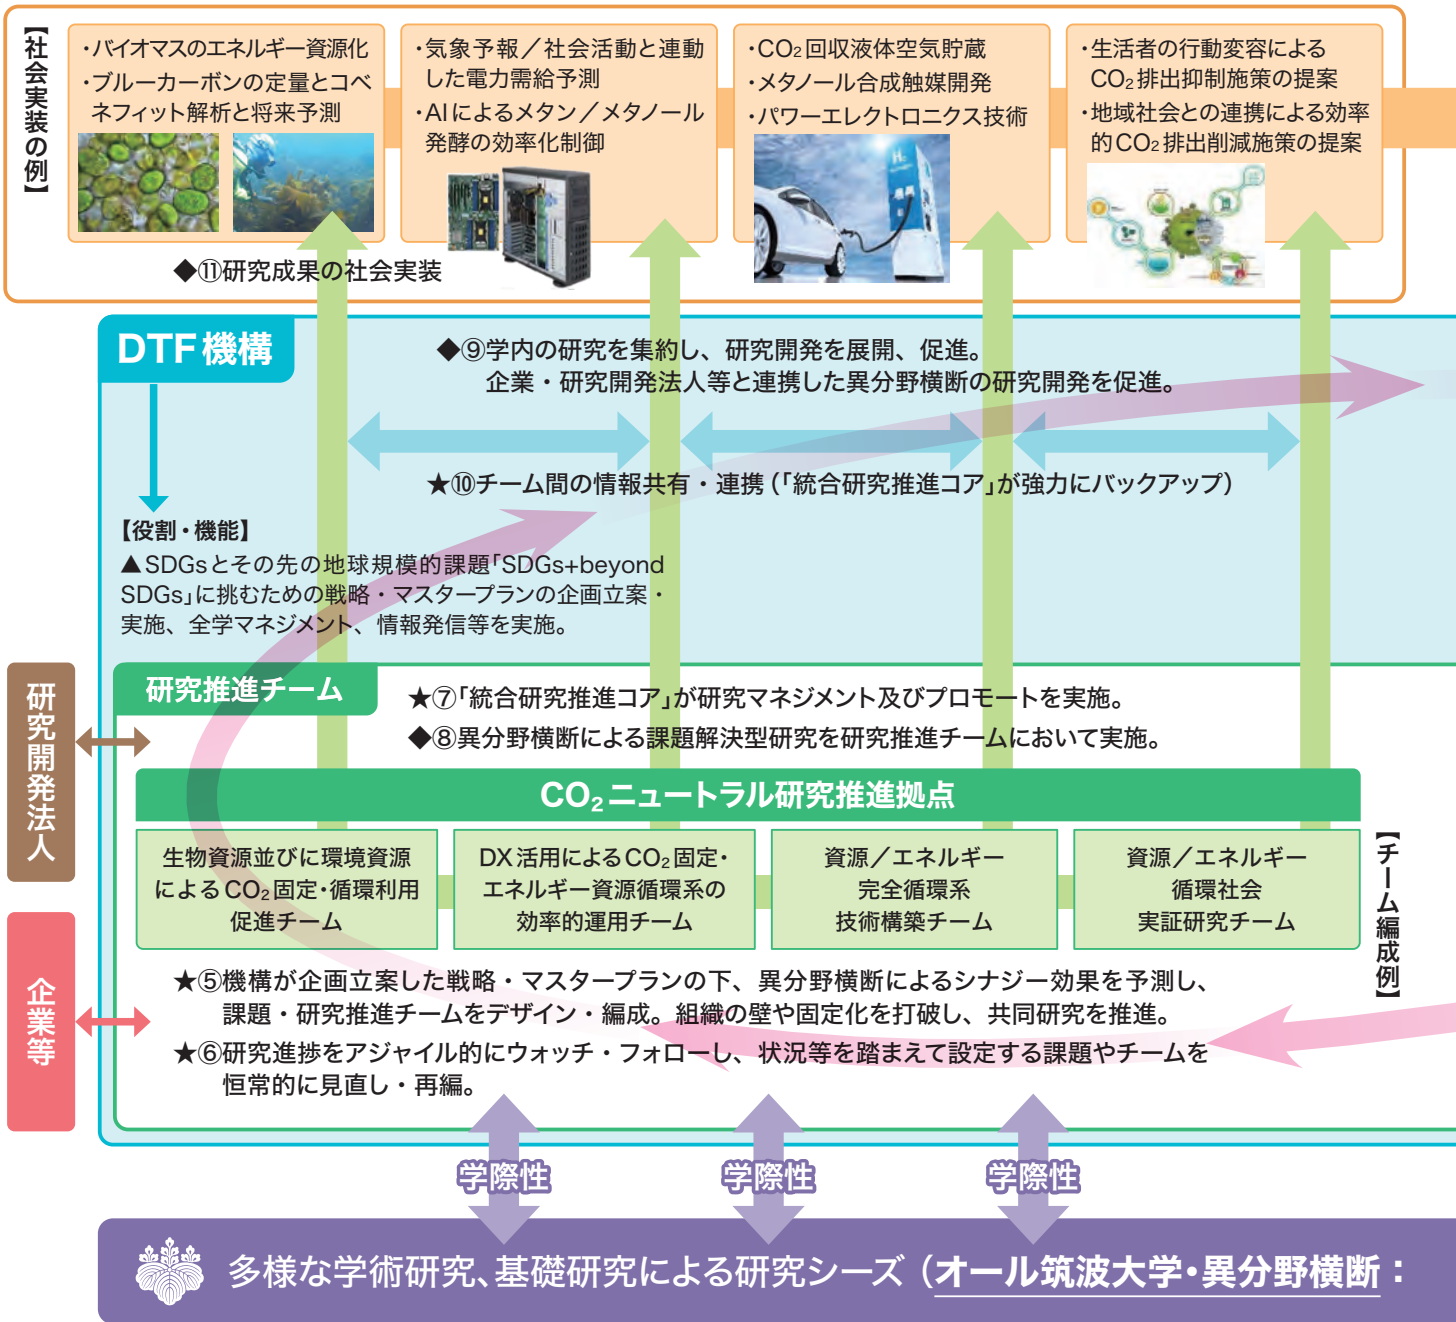 【社会実装の例】
・バイオマスのエネルギー資源化
・ブルーカーボンの定量とコベ
ネフィット解析と将来予測
・気象予報／社会活動と連動
した電力需給予測
・AIによるメタン／メタノール
発酵の効率化制御
・CO2回収液体空気貯蔵
・メタノール合成触媒開発
・パワーエレクトロニクス技術
H2
・生活者の行動変容による
CO2排出抑制施策の提案
・地域社会との連携による効率
的CO2排出削減施策の提案
◆⑪研究成果の社会実装
DTF機構
◆⑨学内の研究を集約し、研究開発を展開、促進。
企業・研究開発法人等と連携した異分野横断の研究開発を促進。
★⑩チーム間の情報共有・連携（「統合研究推進コア」が強力にバックアップ）
【役割・機能】
▲SDGsとその先の地球規模的課題「SDGs+beyond
SDGs」に挑むための戦略・マスタープランの企画立案・
実施、全学マネジメント、情報発信等を実施。
研究開発法人
企業等
研究推進チーム
★⑦「統合研究推進コア」が研究マネジメント及びプロモートを実施。
◆⑧異分野横断による課題解決型研究を研究推進チームにおいて実施。
CO2ニュートラル研究推進拠点
生物資源並びに環境資源
によるCO2固定・循環利用
促進チーム
DX活用によるCO2固定・
エネルギー資源循環系の
効率的運用チーム
資源／エネルギー
完全循環系
技術構築チーム
資源／エネルギー
循環社会
実証研究チーム
【チーム編成例】
★⑤機構が企画立案した戦略・マスタープランの下、異分野横断によるシナジー効果を予測し、
課題・研究推進チームをデザイン・編成。組織の壁や固定化を打破し、共同研究を推進。
★⑥研究進捗をアジャイル的にウォッチ・フォローし、状況等を踏まえて設定する課題やチームを
恒常的に見直し・再編。
学際性
学際性
学際性
多様な学術研究、基礎研究による研究シーズ（オール筑波大学・異分野横断：